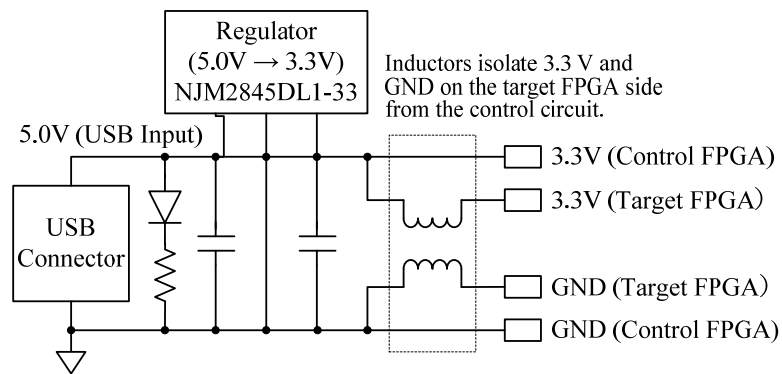 Regulator
(5.0V → 3.3V)
NJM2845DL1-33
Inductors isolate 3.3 V and
GND on the target FPGA side
from the control circuit.
5.0V (USB Input)
3.3V (Control FPGA)
3.3V (Target FPGA)
USB
Connector
GND (Target FPGA)
GND (Control FPGA)